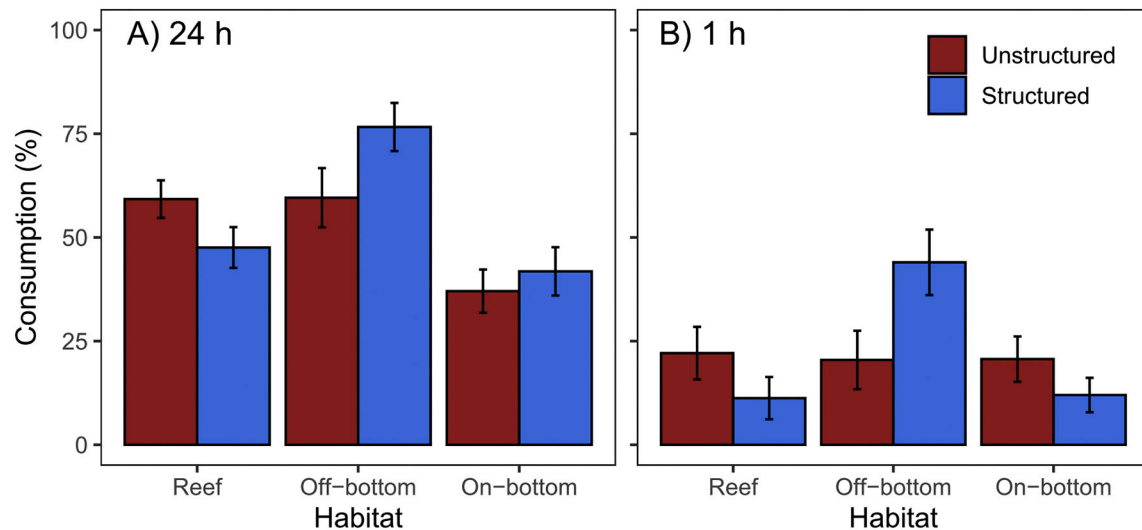 A) 24 h
B) 1 h
Unstructured
Structured
Consumption (%)
100
75
50
25
0
Reef Off−bottom On−bottom
Reef Off−bottom On−bottom
Habitat
Habitat